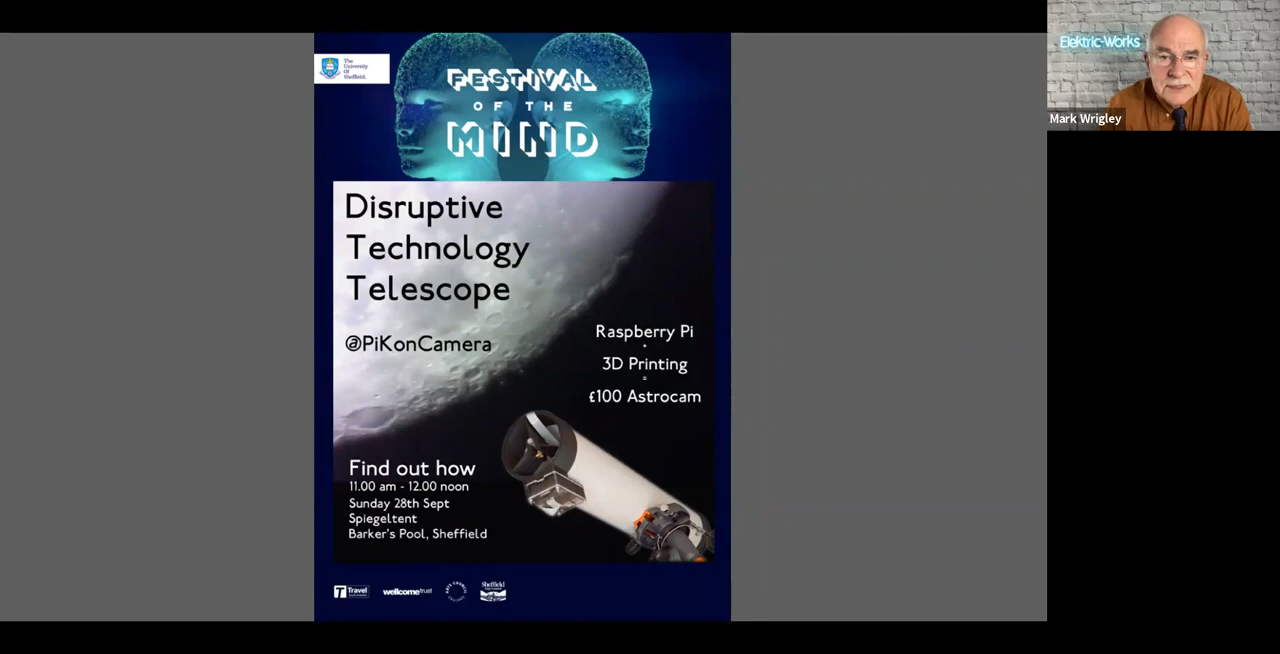 The
University
Of
Sheffield.
FESTIVAL
OF THE
MIND
Disruptive
Technology
Telescope
@PiKonCamera
Raspberry Pi
+
3D Printing
=
£100 Astrocam
Find out how
11.00 am - 12.00 noon
Sunday 28th Sept
Spiegeltent
Barker's Pool, Sheffield
T Travel
wellcometrust
ARTS COUNCIL
Sheffield
Elektric-Works
Mark Wrigley